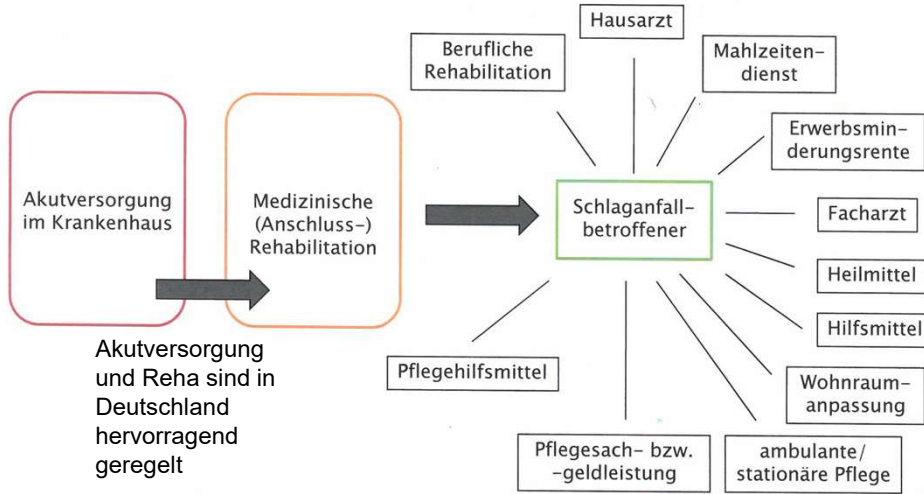 Akutversorgung
im Krankenhaus
Medizinische
(Anschluss-)
Rehabilitation
Akutversorgung
und Reha sind in
Deutschland
hervorragend
geregelt
Schlaganfall-
betroffener
Berufliche
Rehabilitation
Hausarzt
Mahlzeiten-
dienst
Erwerbsmin-
derungsrente
Facharzt
Heilmittel
Hilfsmittel
Wohnraum-
anpassung
ambulante/
stationäre Pflege
Pflegesach- bzw.
-geldleistung
Pflegehilfsmittel